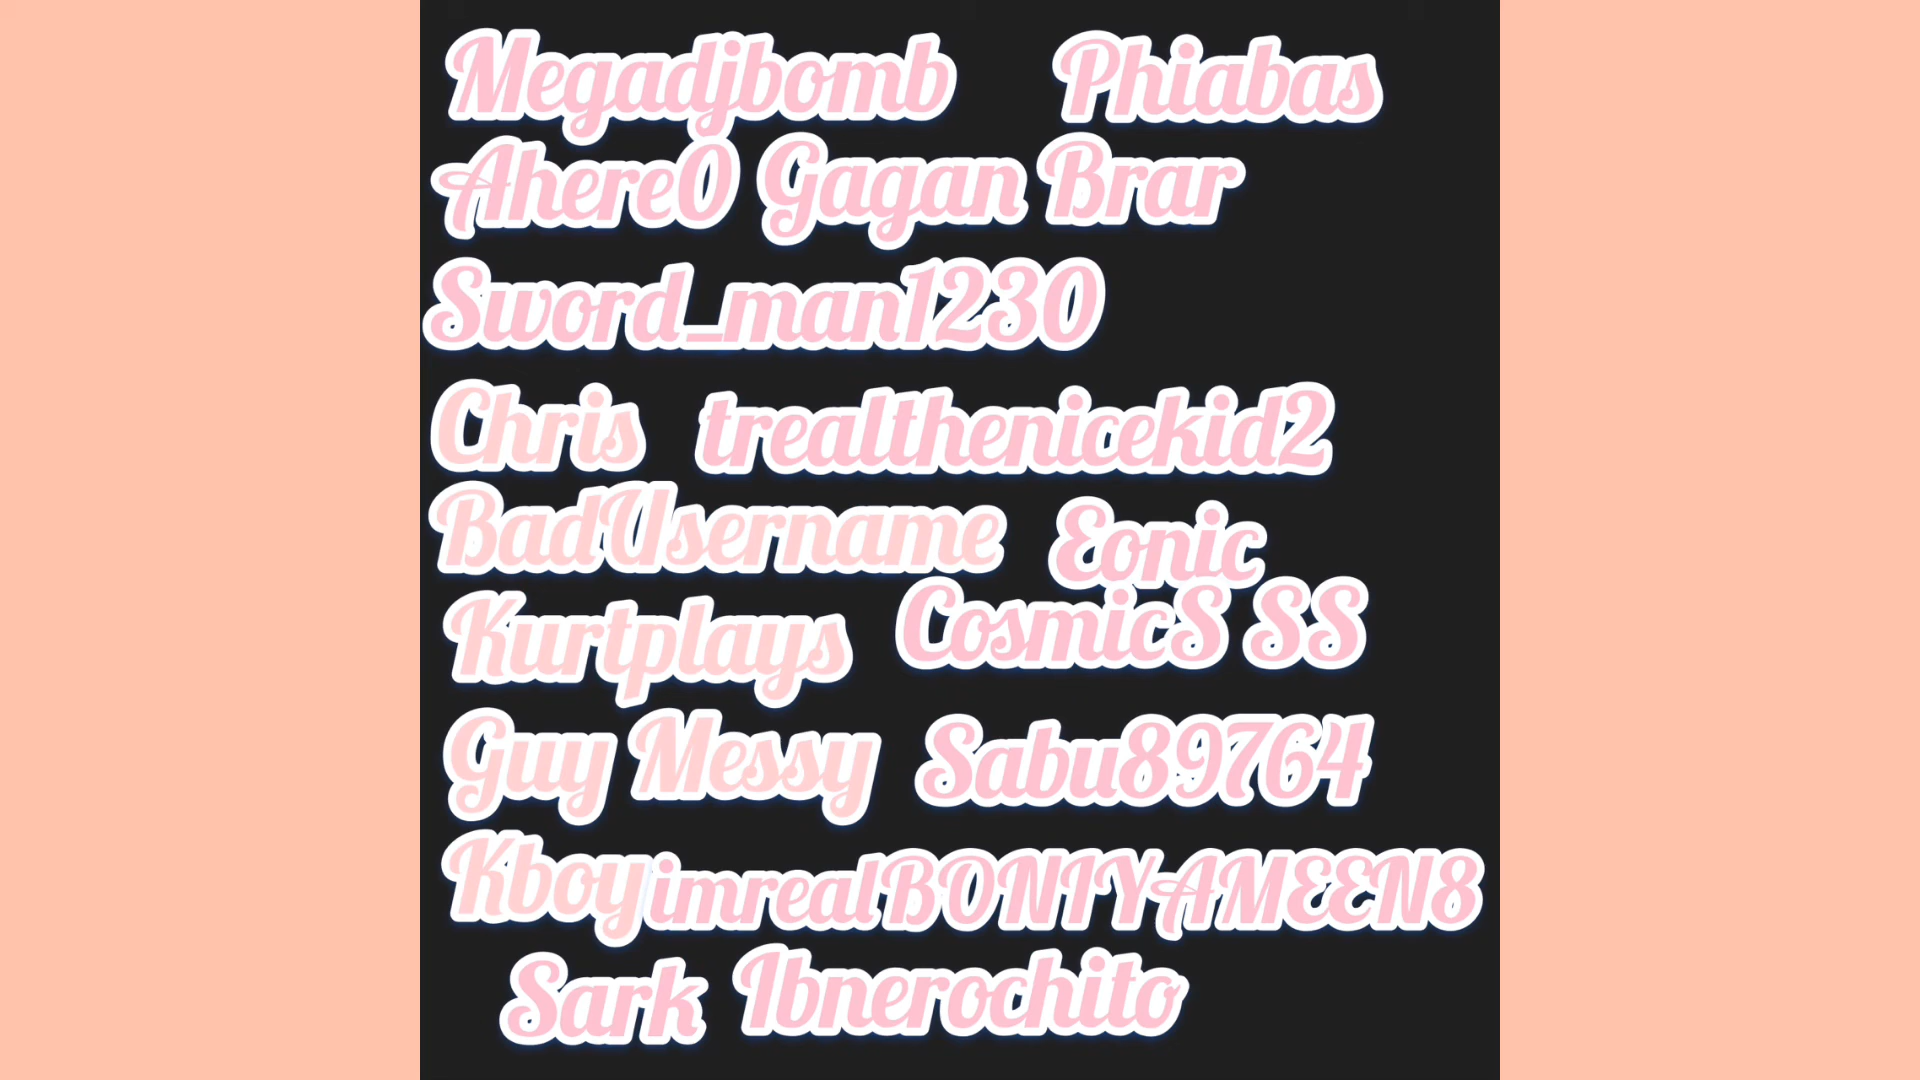 Megadjbomb Phiabas
Ahere0 Gagan Brar
Sword_man1230
Chris trealthenicekid2
BadUsername Eonic
Kurtplays CosmicS SS
Guy Messy Sabu89764
Kboy imrealBONIYAMEEN8
Sark Ibnerochito